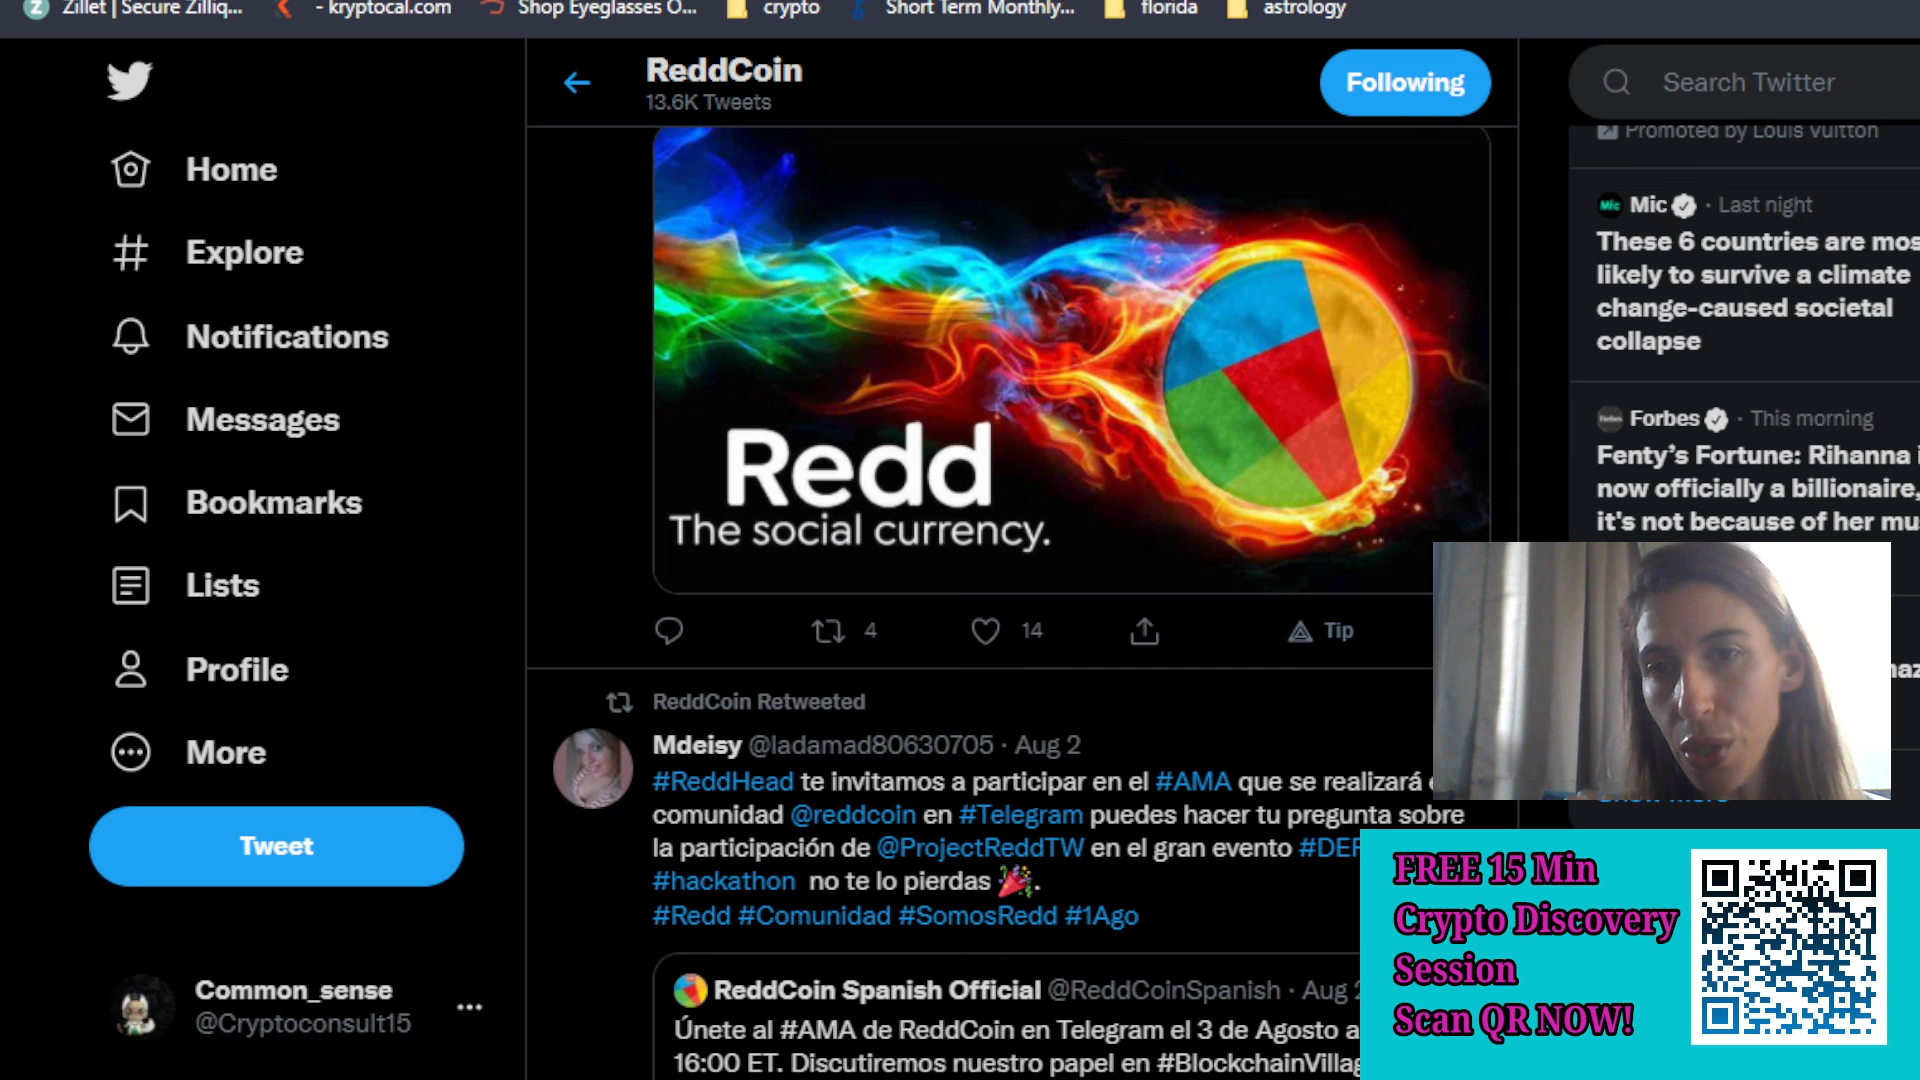 Zillet | Secure Zilliq...
- kryptocal.com
Shop Eyeglasses O...
crypto
Short Term Monthly...
florida
astrology
ReddCoin
13.6K Tweets
Following
Search Twitter
Home
Explore
Notifications
Messages
Bookmarks
Lists
Profile
More
Tweet
Common_sense
@Cryptoconsult15
Redd
The social currency.
4
14
Tip
ReddCoin Retweeted
Mdeisy @ladamad80630705 · Aug 2
#ReddHead te invitamos a participar en el #AMA que se realizará
comunidad @reddcoin en #Telegram puedes hacer tu pregunta sobre
la participación de @ProjectReddTW en el gran evento #DEF
#hackathon no te lo pierdas 🎉.
#Redd #Comunidad #SomosRedd #1Ago
ReddCoin Spanish Official @ReddCoinSpanish · Aug
Únete al #AMA de ReddCoin en Telegram el 3 de Agosto a
16:00 ET. Discutiremos nuestro papel en #BlockchainVillag
Promoted by Louis Vuitton
Mic · Last night
These 6 countries are mos
likely to survive a climate
change-caused societal
collapse
Forbes · This morning
Fenty's Fortune: Rihanna i
now officially a billionaire,
it's not because of her mu
FREE 15 Min
Crypto Discovery
Session
Scan QR NOW!